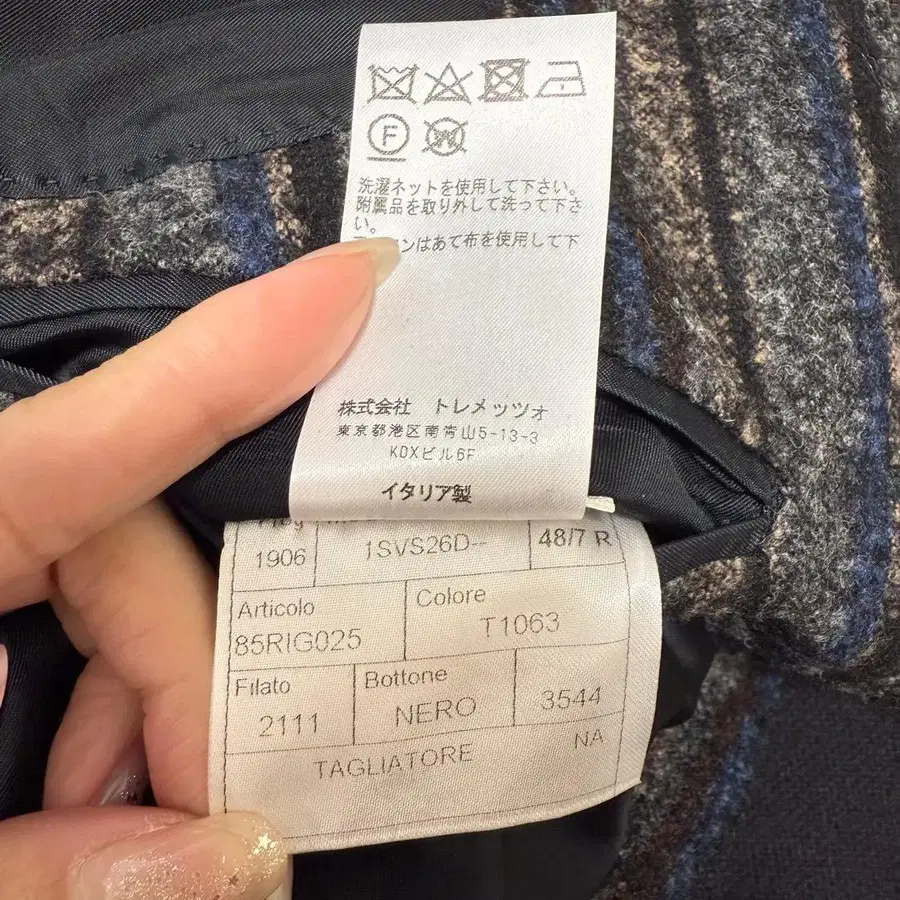 F
W
洗濯ネットを使用して下さい。
附属品を取り外して洗って下さ
い。
ンはあて布を使用して下
株式会社 トレメッツォ
東京都港区南青山5-13-3
KDXビル6F
イタリア製
1906 1SVS26D-- 48/7 R
Articolo Colore
85RIG025 T1063
Filato Bottone
2111 NERO 3544
TAGLIATORE NA